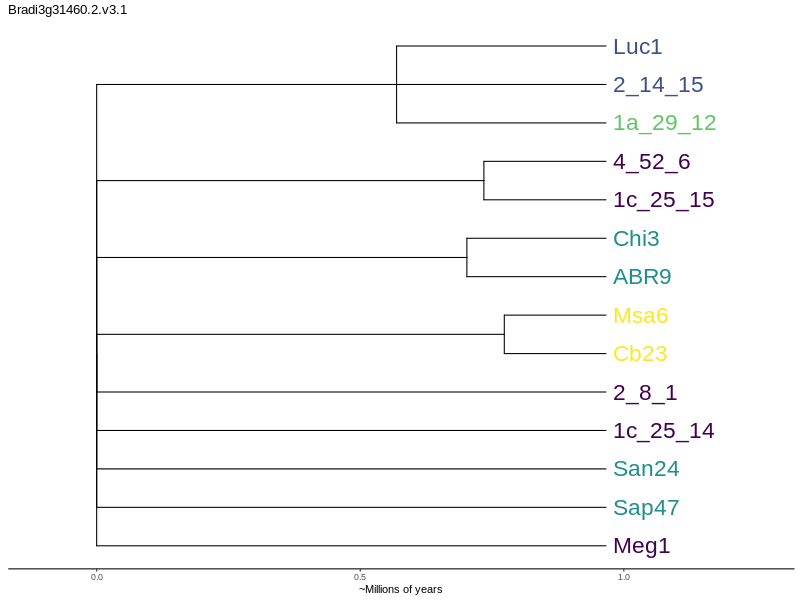 Bradi3g31460.2.v3.1
Luc1
2_14_15
1a_29_12
4_52_6
1c_25_15
Chi3
ABR9
Msa6
Cb23
2_8_1
1c_25_14
San24
Sap47
Meg1
0.0 0.5 1.0
~Millions of years